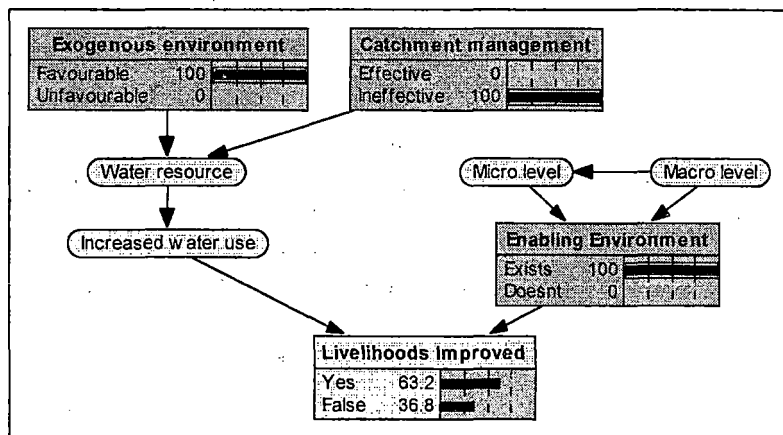 Exogenous environment
Favourable 100
Unfavourable 0
Catchment management
Effective 0
Ineffective 100
Water resource
Micro level
Macro level
Increased water use
Enabling Environment
Exists 100
Doesnt 0
Livelihoods Improved
Yes 63.2
False 36.8